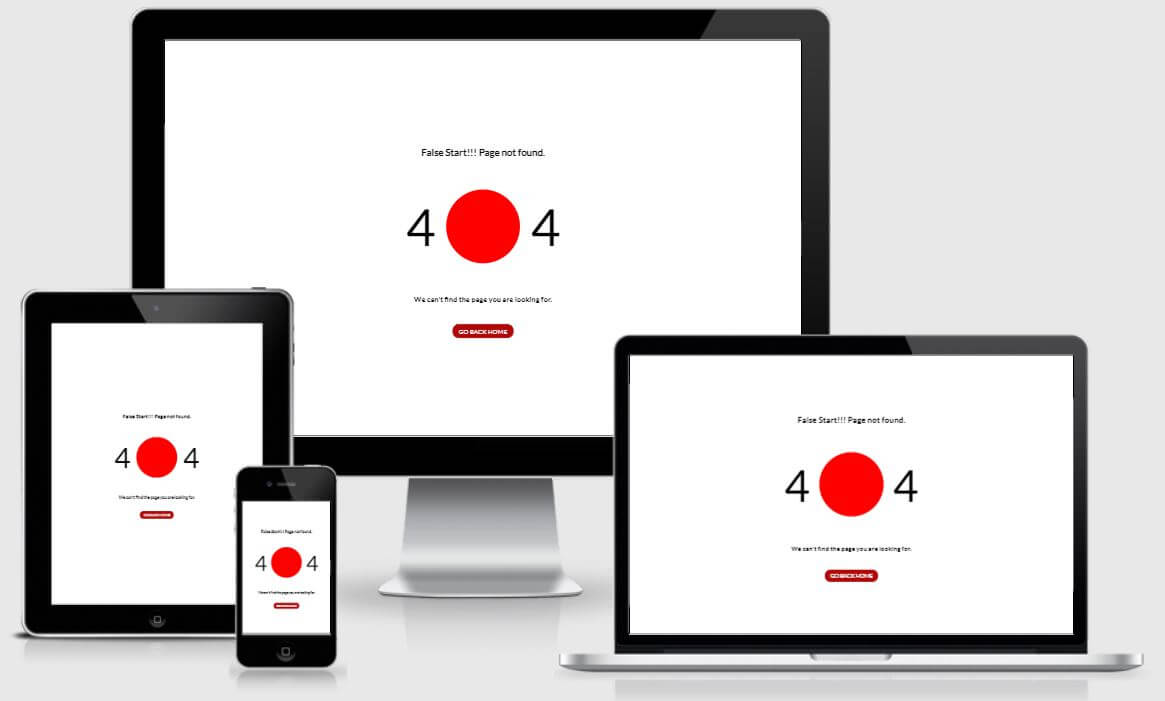 False Start!!! Page not found.
4 4
We can't find the page you are looking for.
GO BACK HOME
False Start!!! Page not found.
4 4
We can't find the page you are looking for.
GO BACK HOME
False Start!!! Page not found.
4 4
We can't find the page you are looking for.
GO BACK HOME
False Start!!! Page not found.
4 4
We can't find the page you are looking for.